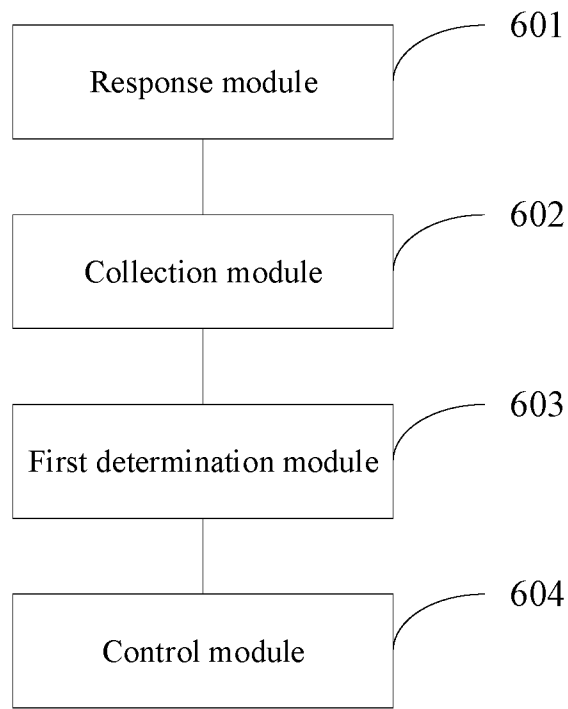 601
Response module
602
Collection module
603
First determination module
604
Control module